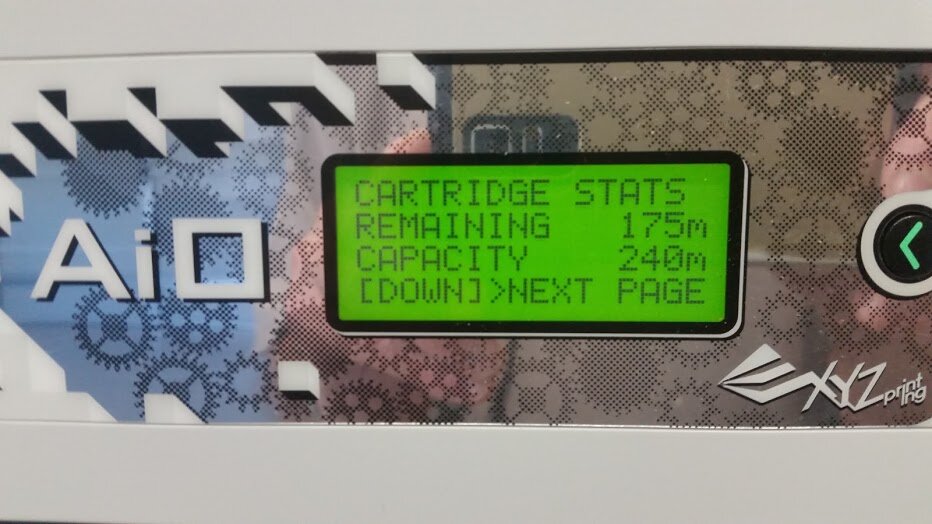 CARTRIDGE STATS
REMAINING 175m
CAPACITY 240m
[DOWN]>NEXT PAGE
AiO
XYZprinting